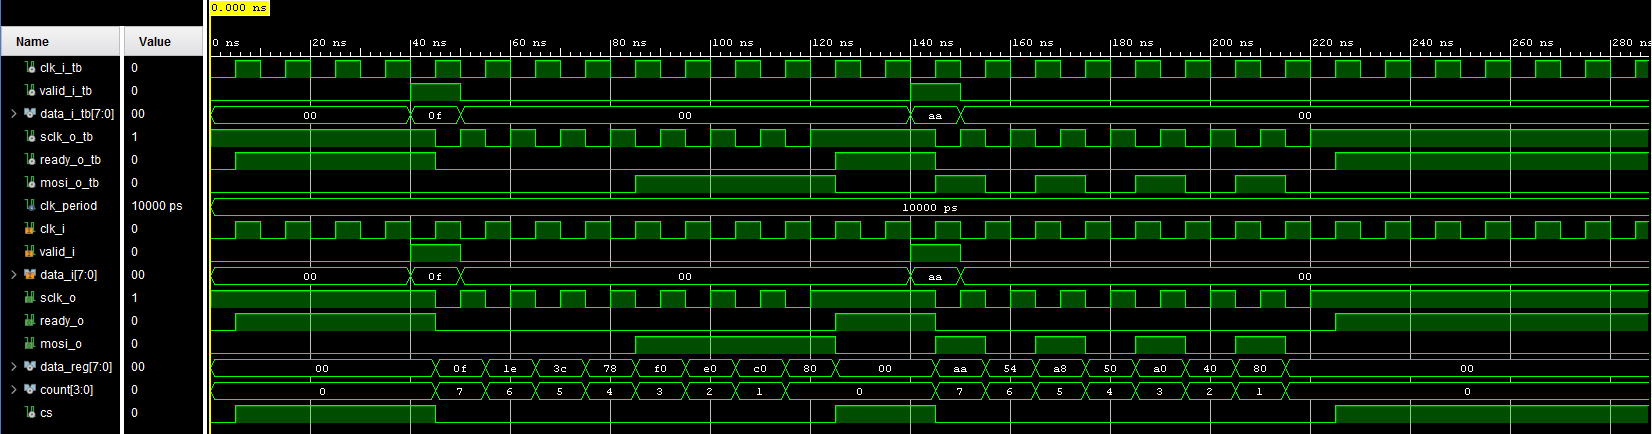 0.000 ns
Name Value
0 ns 20 ns 40 ns 60 ns 80 ns 100 ns 120 ns 140 ns 160 ns 180 ns 200 ns 220 ns 240 ns 260 ns 280 ns
clk_i_tb 0
valid_i_tb 0
data_i_tb[7:0] 00 00 0f 00 aa 00
sclk_o_tb 1
ready_o_tb 0
mosi_o_tb 0
clk_period 10000 ps 10000 ps
clk_i 0
valid_i 0
data_i[7:0] 00 00 0f 00 aa 00
sclk_o 1
ready_o 0
mosi_o 0
data_reg[7:0] 00 00 0f 1e 3c 78 f0 e0 c0 80 00 aa 54 a8 50 a0 40 80 00
count[3:0] 0 0 7 6 5 4 3 2 1 0 7 6 5 4 3 2 1 0
cs 0